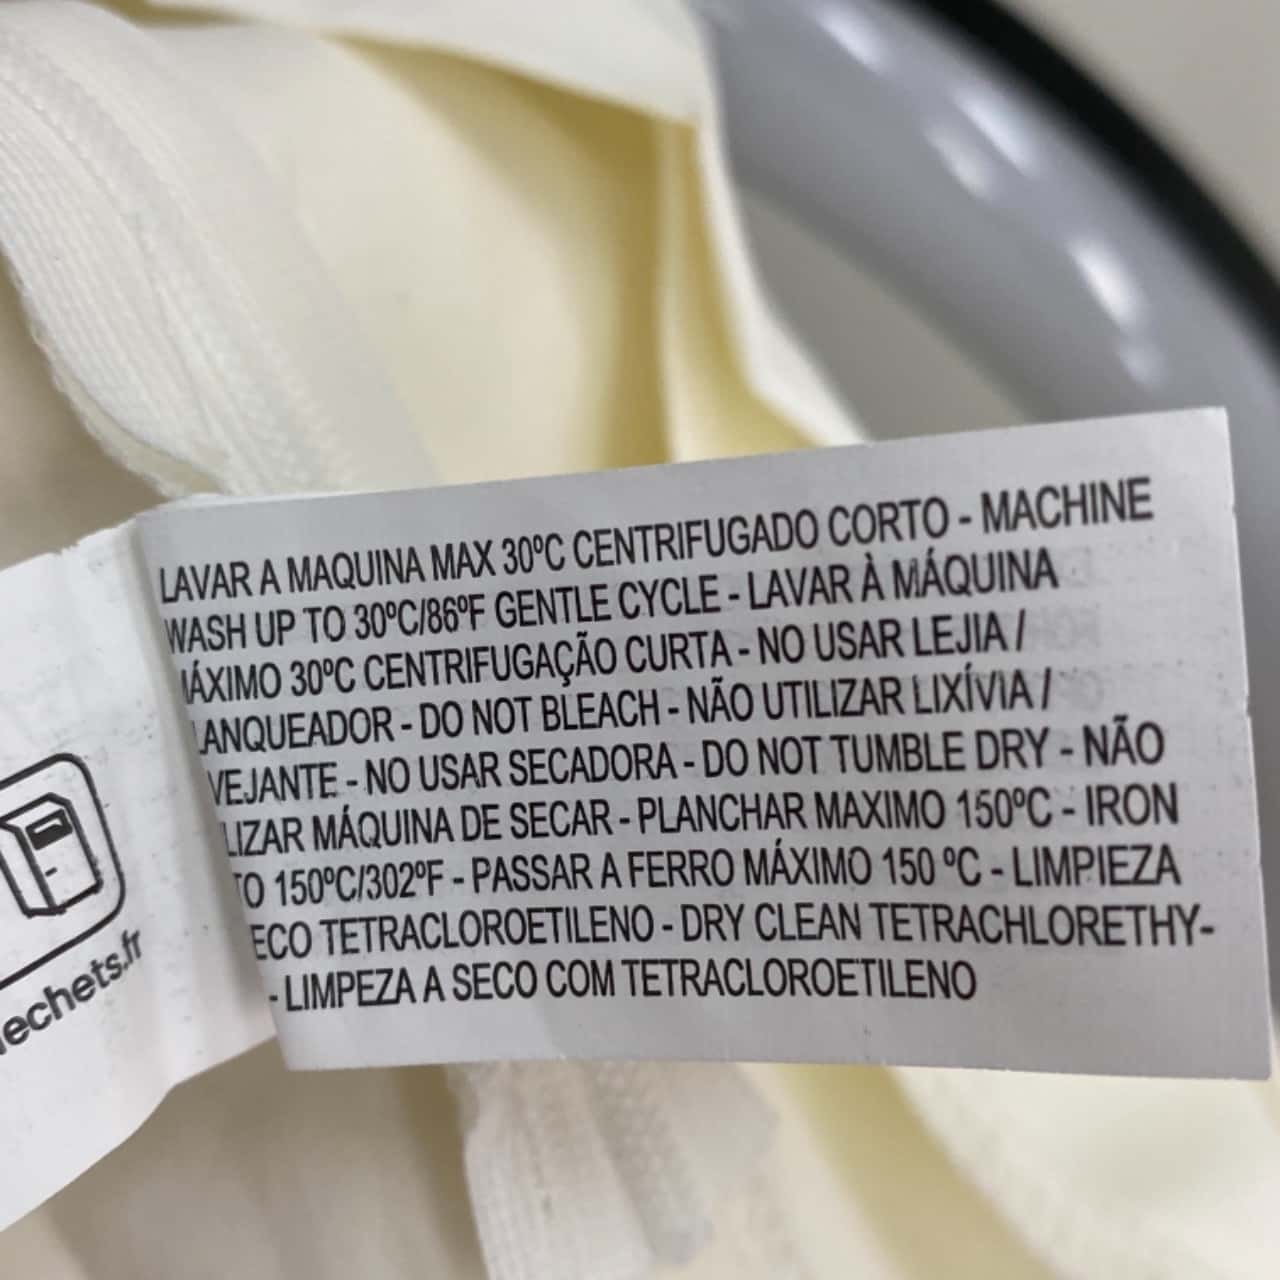 LAVAR A MAQUINA MAX 30ºC CENTRIFUGADO CORTO - MACHINE
WASH UP TO 30ºC/86ºF GENTLE CYCLE - LAVAR À MÁQUINA
MÁXIMO 30ºC CENTRIFUGAÇÃO CURTA - NO USAR LEJIA /
LANQUEADOR - DO NOT BLEACH - NÃO UTILIZAR LIXÍVIA /
VEJANTE - NO USAR SECADORA - DO NOT TUMBLE DRY - NÃO
LIZAR MÁQUINA DE SECAR - PLANCHAR MAXIMO 150ºC - IRON
TO 150ºC/302ºF - PASSAR A FERRO MÁXIMO 150 ºC - LIMPIEZA
ECO TETRACLOROETILENO - DRY CLEAN TETRACHLORETHY-
- LIMPEZA A SECO COM TETRACLOROETILENO
lechets.fr